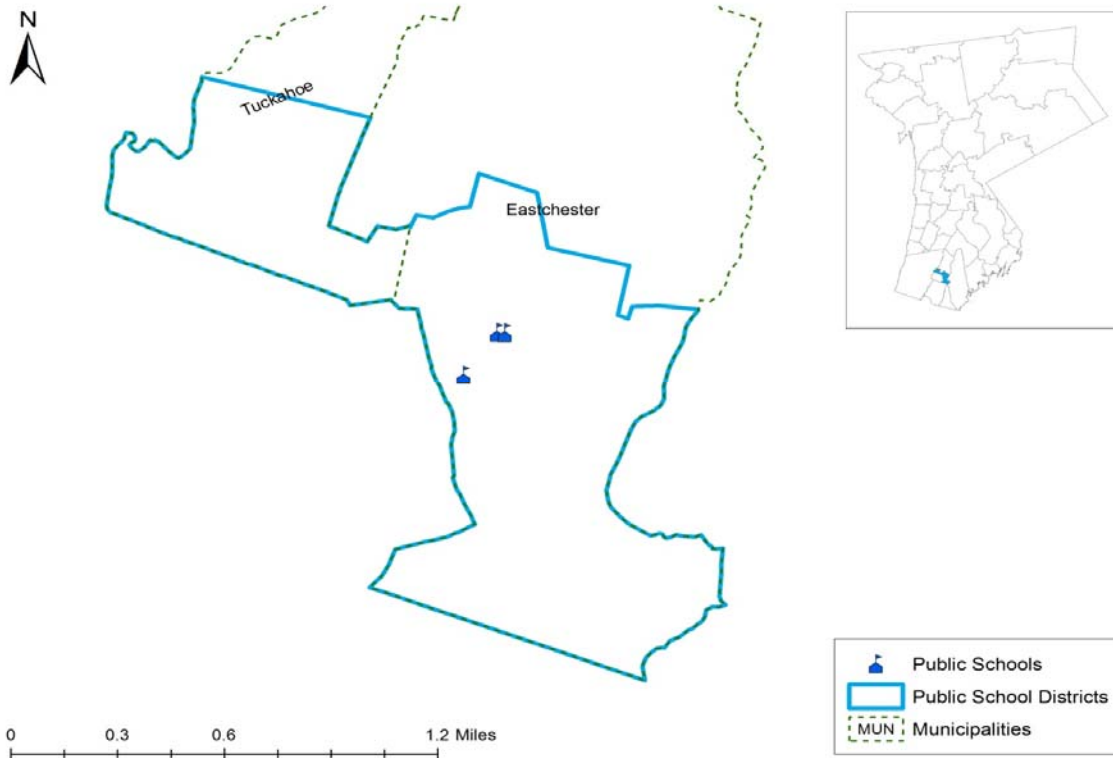 N
Tuckahoe
Eastchester
Public Schools
Public School Districts
MUN Municipalities
0 0.3 0.6 1.2 Miles